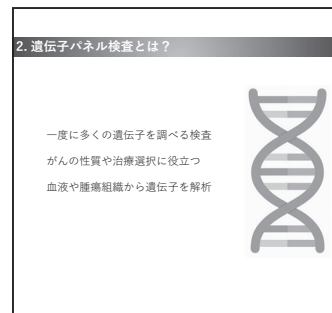 2. 遺伝子パネル検査とは？
一度に多くの遺伝子を調べる検査
がんの性質や治療選択に役立つ
血液や腫瘍組織から遺伝子を解析